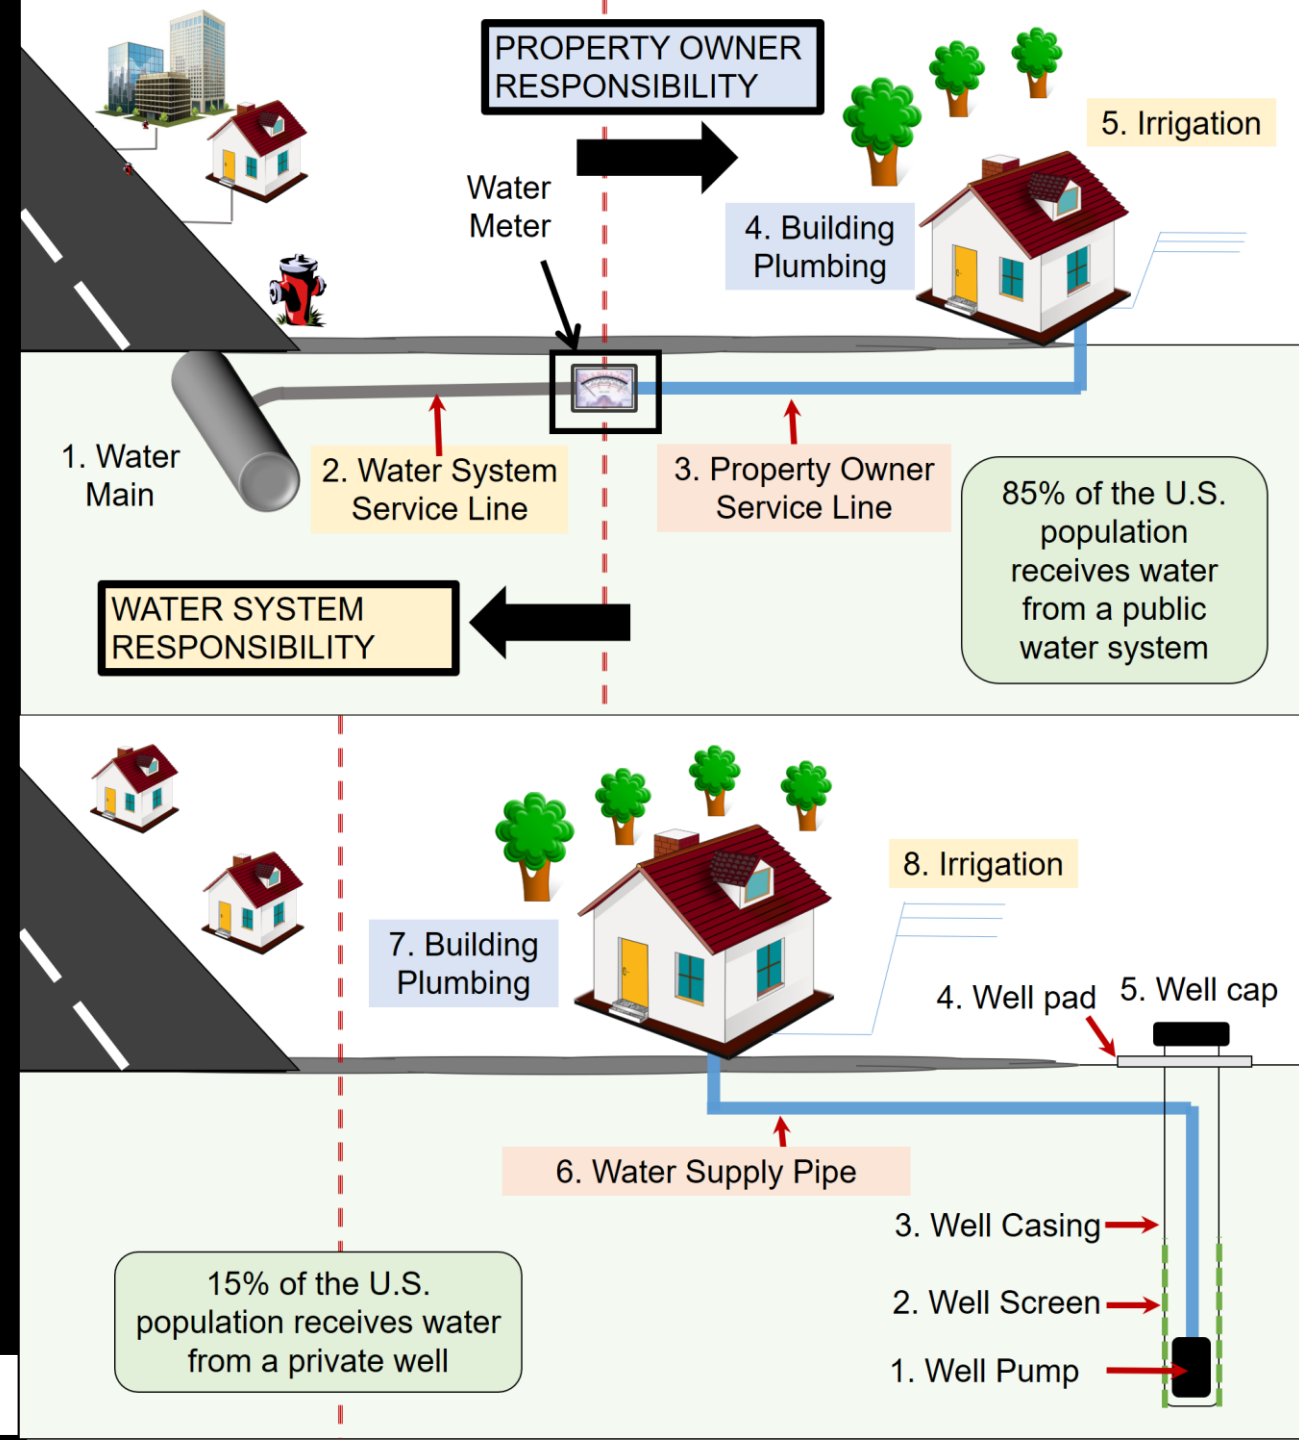 PROPERTY OWNER
RESPONSIBILITY
5. Irrigation
Water
Meter
4. Building
Plumbing
1. Water
Main
2. Water System
Service Line
3. Property Owner
Service Line
85% of the U.S.
population
receives water
from a public
water system
WATER SYSTEM
RESPONSIBILITY
8. Irrigation
7. Building
Plumbing
4. Well pad
5. Well cap
6. Water Supply Pipe
3. Well Casing
15% of the U.S.
population receives water
from a private well
2. Well Screen
1. Well Pump